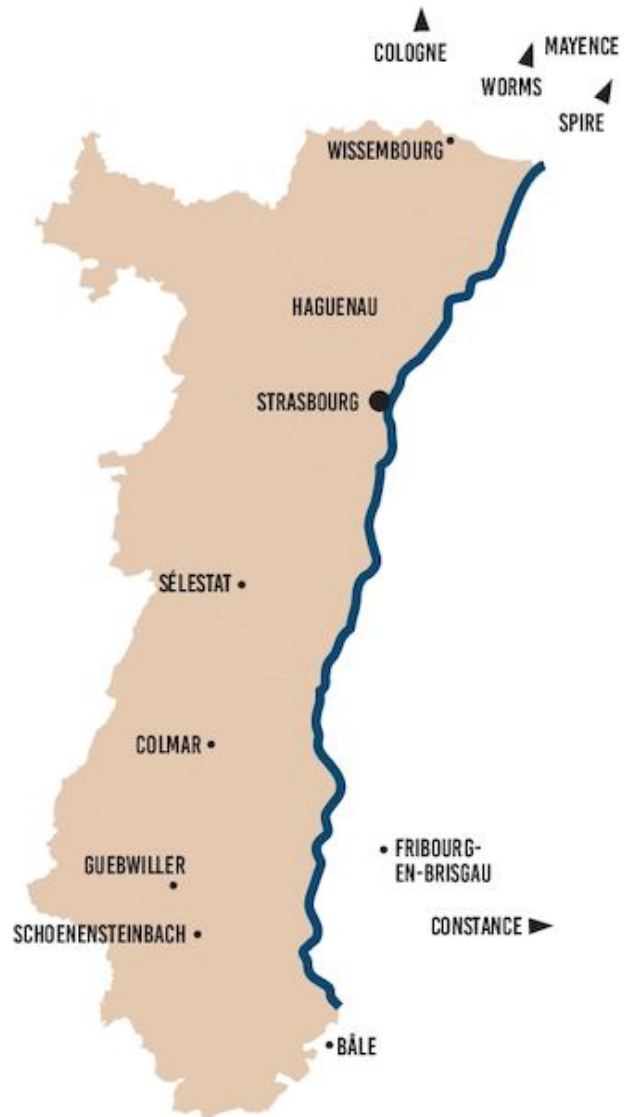 COLOGNE
MAYENCE
WORMS
SPIRE
WISSEMBOURG
HAGUENAU
STRASBOURG
SÉLESTAT
COLMAR
FRIBOURG-
EN-BRISGAU
GUEBWILLER
CONSTANCE
SCHOENENSTEINBACH
BÂLE